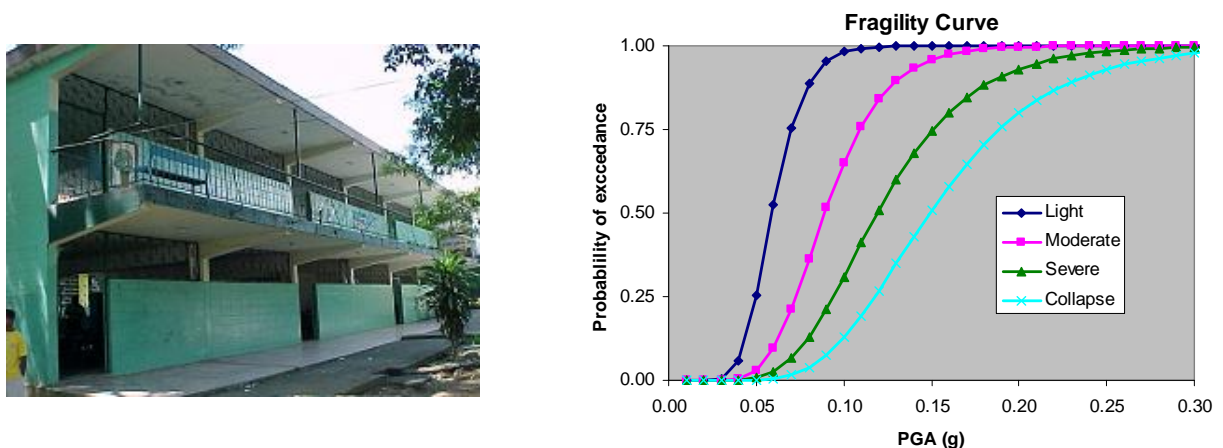 Fragility Curve
Probablility of exccedance
1.00
0.75
0.50
0.25
0.00
0.00 0.05 0.10 0.15 0.20 0.25 0.30
PGA (g)
Light
Moderate
Severe
Collapse